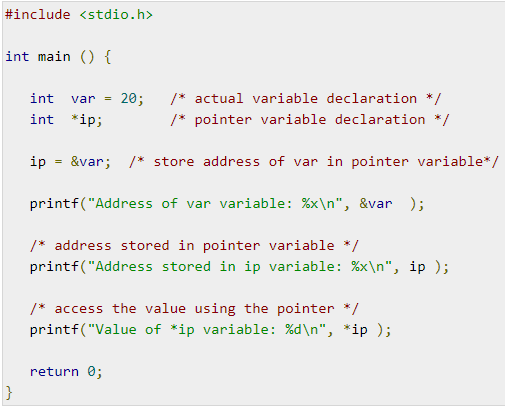 #include <stdio.h>
int main () {
int  var = 20;   /* actual variable declaration */
int  *ip;        /* pointer variable declaration */
ip = &var;  /* store address of var in pointer variable*/
printf("Address of var variable: %x\n", &var  );
/* address stored in pointer variable */
printf("Address stored in ip variable: %x\n", ip );
/* access the value using the pointer */
printf("Value of *ip variable: %d\n", *ip );
return 0;
}